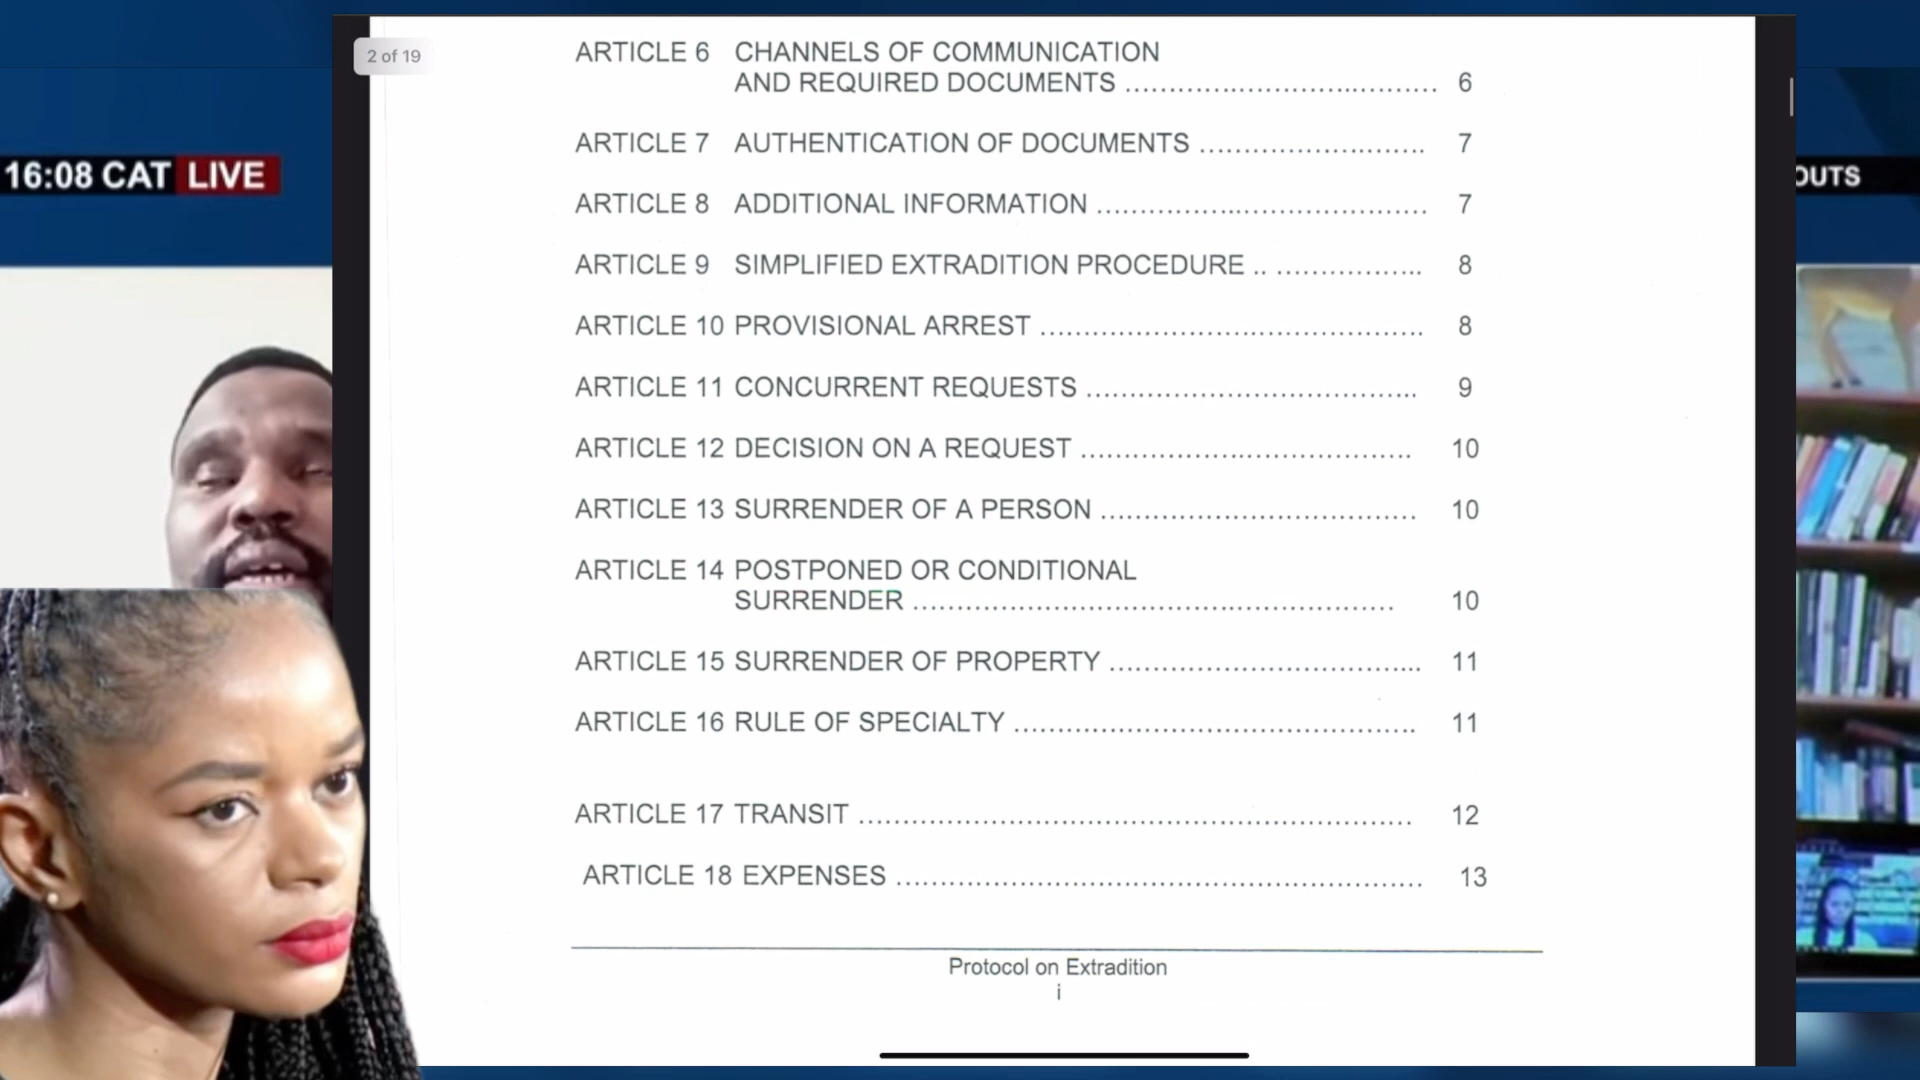 2 of 19
16:08 CAT LIVE
OUTS
ARTICLE 6 CHANNELS OF COMMUNICATION
AND REQUIRED DOCUMENTS ........................................ 6
ARTICLE 7 AUTHENTICATION OF DOCUMENTS ............................. 7
ARTICLE 8 ADDITIONAL INFORMATION .......................................... 7
ARTICLE 9 SIMPLIFIED EXTRADITION PROCEDURE .. .................. 8
ARTICLE 10 PROVISIONAL ARREST ................................................. 8
ARTICLE 11 CONCURRENT REQUESTS .......................................... 9
ARTICLE 12 DECISION ON A REQUEST .......................................... 10
ARTICLE 13 SURRENDER OF A PERSON ........................................ 10
ARTICLE 14 POSTPONED OR CONDITIONAL
SURRENDER ............................................................. 10
ARTICLE 15 SURRENDER OF PROPERTY ........................................ 11
ARTICLE 16 RULE OF SPECIALTY ................................................... 11
ARTICLE 17 TRANSIT ...................................................................... 12
ARTICLE 18 EXPENSES ................................................................... 13
Protocol on Extradition
i